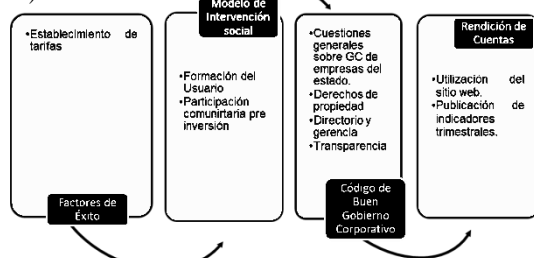 •Establecimiento de
tarifas
Factores de
Éxito
Modelo de
Intervención
social
•Formación del
Usuario
•Participación
comunirtaria pre
inversión
•Cuestiones
generales
sobre GC de
empresas del
estado.
•Derechos de
propiedad
•Directorio y
gerencia
•Transparencia
Código de
Buen
Gobierno
Corporativo
Rendición de
Cuentas
•Utilización del
sitio web.
•Publicación de
indicadores
trimestrales.